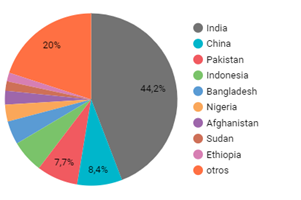 20%
44,2%
7,7%
8,4%
India
China
Pakistan
Indonesia
Bangladesh
Nigeria
Afghanistan
Sudan
Ethiopia
otros